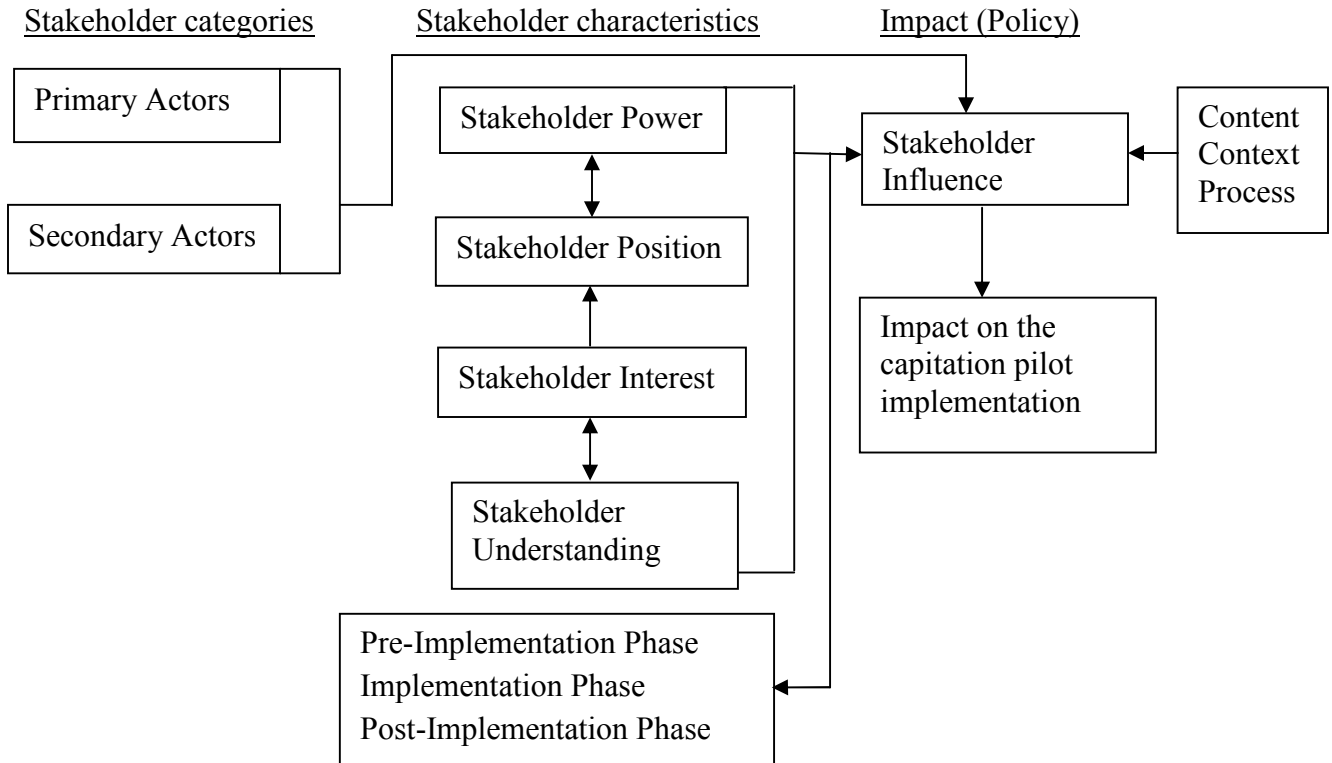 Stakeholder categories
Stakeholder characteristics
Impact (Policy)
Primary Actors
Secondary Actors
Stakeholder Power
Stakeholder Position
Stakeholder Interest
Stakeholder
Understanding
Pre-Implementation Phase
Implementation Phase
Post-Implementation Phase
Stakeholder
Influence
Impact on the
capitation pilot
implementation
Content
Context
Process